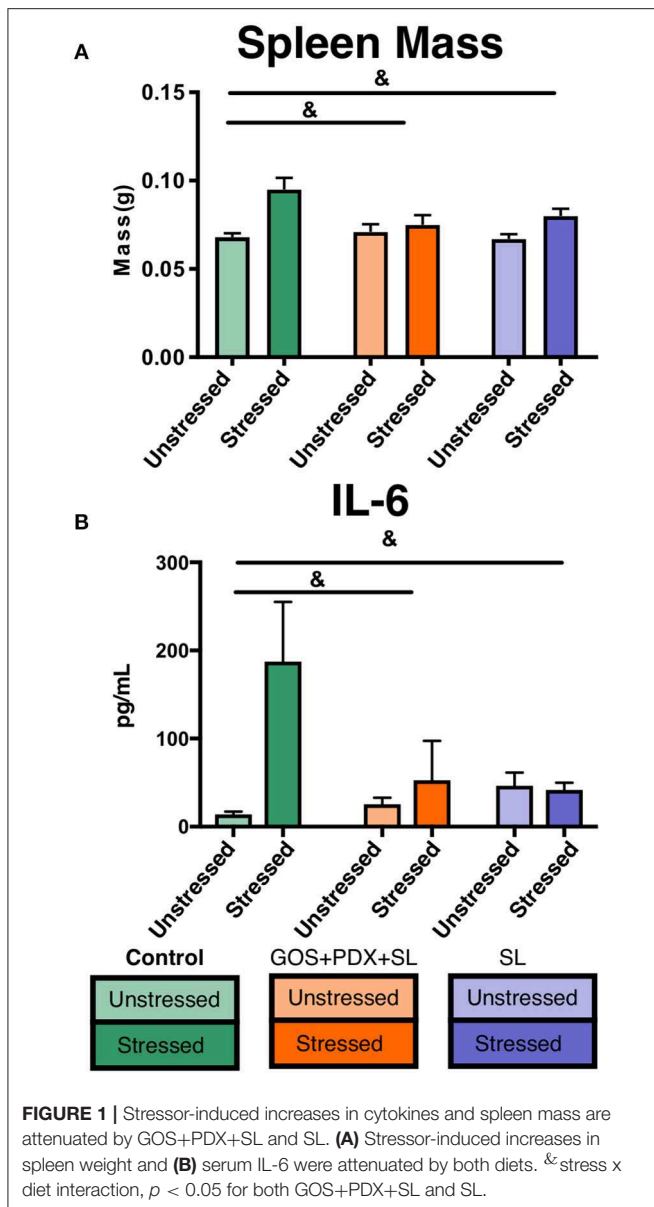 A
Spleen Mass
&
&
0.15
0.10
0.05
0.00
Mass(g)
Unstressed
Stressed
Unstressed
Stressed
Unstressed
Stressed
B
IL-6
&
&
300
200
100
0
pg/mL
Unstressed
Stressed
Unstressed
Stressed
Unstressed
Stressed
Control GOS+PDX+SL SL
Unstressed Unstressed Unstressed
Stressed Stressed Stressed
FIGURE 1 | Stressor-induced increases in cytokines and spleen mass are
attenuated by GOS+PDX+SL and SL. (A) Stressor-induced increases in
spleen weight and (B) serum IL-6 were attenuated by both diets. &stress x
diet interaction, p < 0.05 for both GOS+PDX+SL and SL.